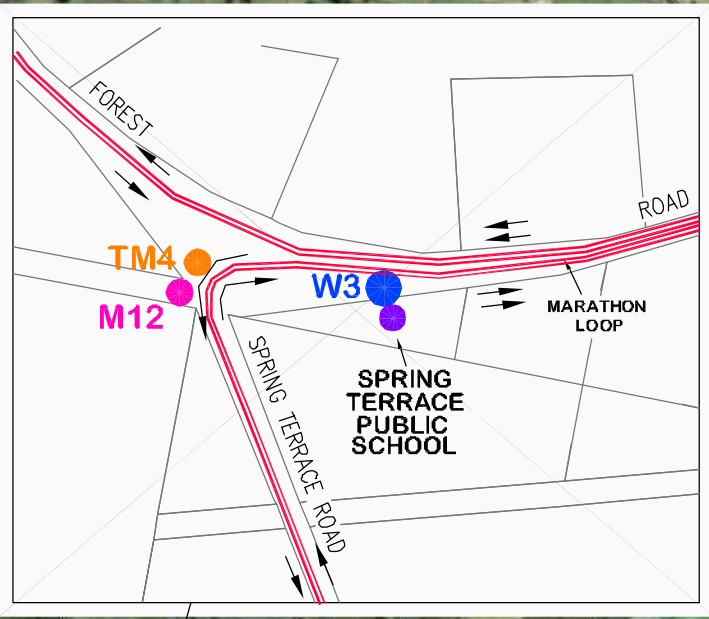 FOREST
ROAD
TM4
W3
M12
MARATHON
LOOP
SPRING TERRACE ROAD
SPRING
TERRACE
PUBLIC
SCHOOL